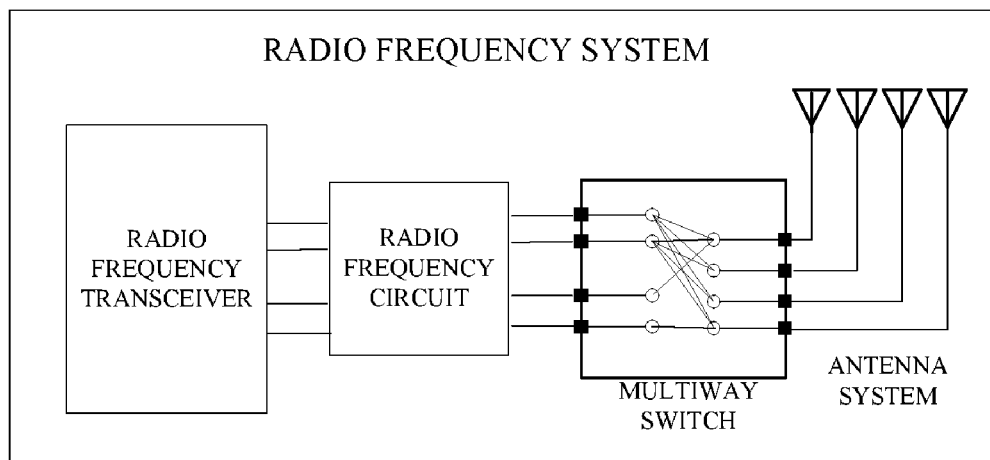 RADIO FREQUENCY SYSTEM
RADIO
FREQUENCY
TRANSCEIVER
RADIO
FREQUENCY
CIRCUIT
MULTIWAY
SWITCH
ANTENNA
SYSTEM